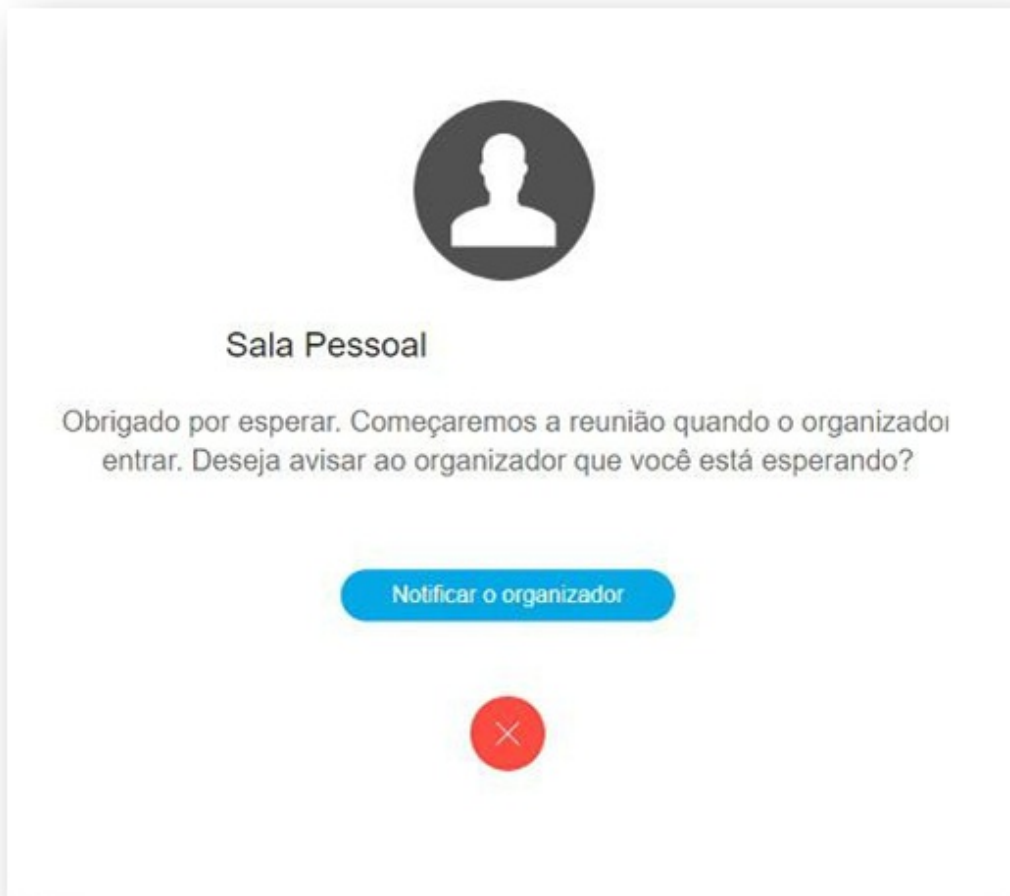 Sala Pessoal
Obrigado por esperar. Começaremos a reunião quando o organizador
entrar. Deseja avisar ao organizador que você está esperando?
Notificar o organizador